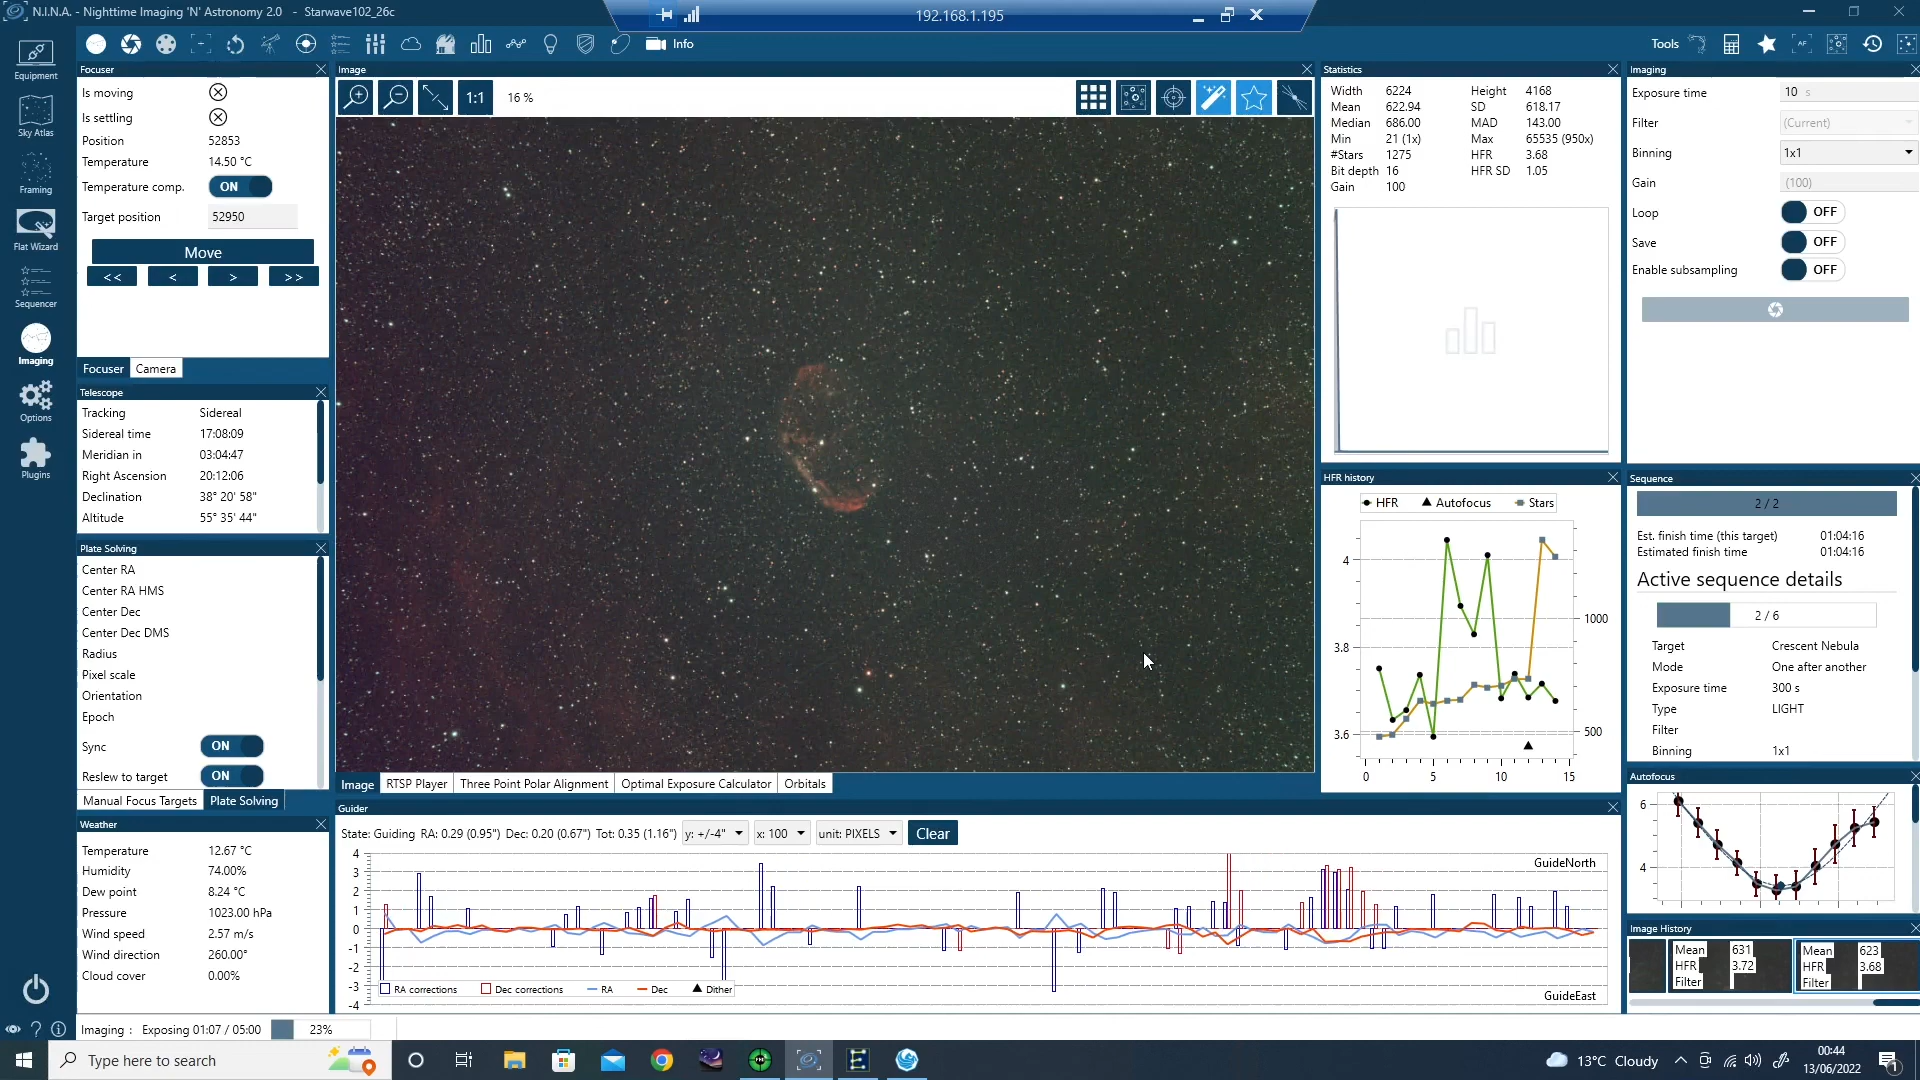 N.I.N.A. - Nighttime Imaging 'N' Astronomy 2.0 - Starwave102_26c
192.168.1.195
Info
Tools
Equipment
Sky Atlas
Framing
Flat Wizard
Sequencer
Imaging
Options
Plugins
Focuser
Is moving
Is settling
Position 52853
Temperature 14.50 °C
Temperature comp. ON
Target position 52950
Move
<< < > >>
Focuser Camera
Telescope
Tracking Sidereal
Sidereal time 17:08:09
Meridian in 03:04:47
Right Ascension 20:12:06
Declination 38° 20' 58"
Altitude 55° 35' 44"
Plate Solving
Center RA
Center RA HMS
Center Dec
Center Dec DMS
Radius
Pixel scale
Orientation
Epoch
Sync ON
Reslew to target ON
Manual Focus Targets Plate Solving
Weather
Temperature 12.67 °C
Humidity 74.00%
Dew point 8.24 °C
Pressure 1023.00 hPa
Wind speed 2.57 m/s
Wind direction 260.00°
Cloud cover 0.00%
Image
1:1 16 %
Image RTSP Player Three Point Polar Alignment Optimal Exposure Calculator Orbitals
Guider
State: Guiding RA: 0.29 (0.95") Dec: 0.20 (0.67") Tot: 0.35 (1.16") y: +/-4" x: 100 unit: PIXELS Clear
4
3
2
1
0
-1
-2
-3
-4
GuideNorth
GuideEast
RA corrections Dec corrections RA Dec Dither
Statistics
Width 6224 Height 4168
Mean 622.94 SD 618.17
Median 686.00 MAD 143.00
Min 21 (1x) Max 65535 (950x)
#Stars 1275 HFR 3.68
Bit depth 16 HFR SD 1.05
Gain 100
HFR history
HFR Autofocus Stars
4
3.8
3.6
1000
500
0 5 10 15
Imaging
Exposure time 10 s
Filter (Current)
Binning 1x1
Gain (100)
Loop OFF
Save OFF
Enable subsampling OFF
Sequence
2 / 2
Est. finish time (this target) 01:04:16
Estimated finish time 01:04:16
Active sequence details
2 / 6
Target Crescent Nebula
Mode One after another
Exposure time 300 s
Type LIGHT
Filter
Binning 1x1
Autofocus
6
4
Image History
Mean 631
HFR 3.72
Filter
Mean 623
HFR 3.68
Filter
Imaging : Exposing 01:07 / 05:00 23%
Type here to search
13°C Cloudy
00:44
13/06/2022
1